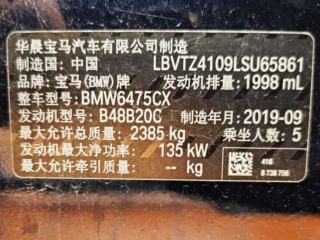 华晨宝马汽车有限公司制造
制造国：中国 LBVTZ4109LSU65861
品牌：宝马(BMW)牌 发动机排量：1998 mL
整车型号：BMW6475CX
发动机型号：B48B20C 制造年月：2019-09
最大允许总质量：2385 kg 乘坐人数：5
发动机最大净功率：135 kW
最大允许牵引质量：-- kg
416
8 738 756